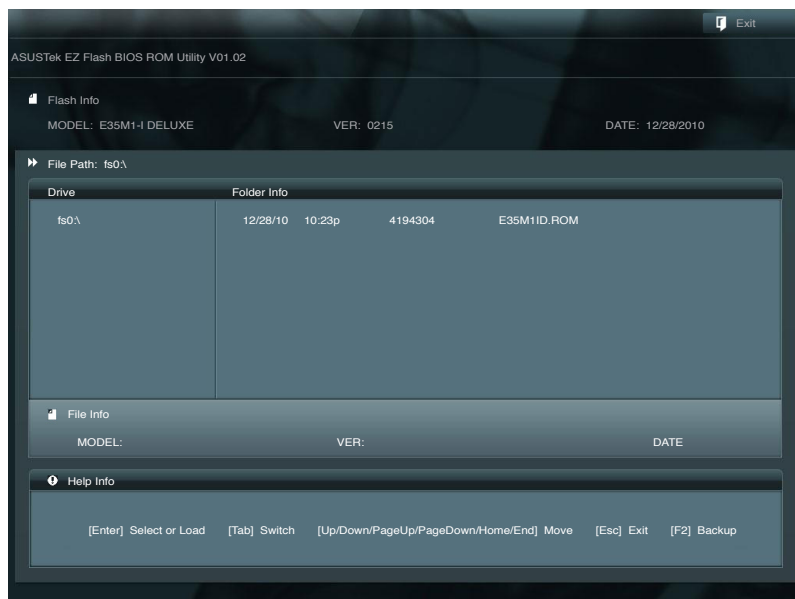 Exit
ASUSTek EZ Flash BIOS ROM Utility V01.02
Flash Info
MODEL: E35M1-I DELUXE VER: 0215 DATE: 12/28/2010
File Path: fs0:\
Drive Folder Info
fs0:\ 12/28/10 10:23p 4194304 E35M1ID.ROM
File Info
MODEL: VER: DATE
Help Info
[Enter] Select or Load [Tab] Switch [Up/Down/PageUp/PageDown/Home/End] Move [Esc] Exit [F2] Backup